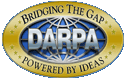 BRIDGING THE GAP
DARPA
POWERED BY IDEAS